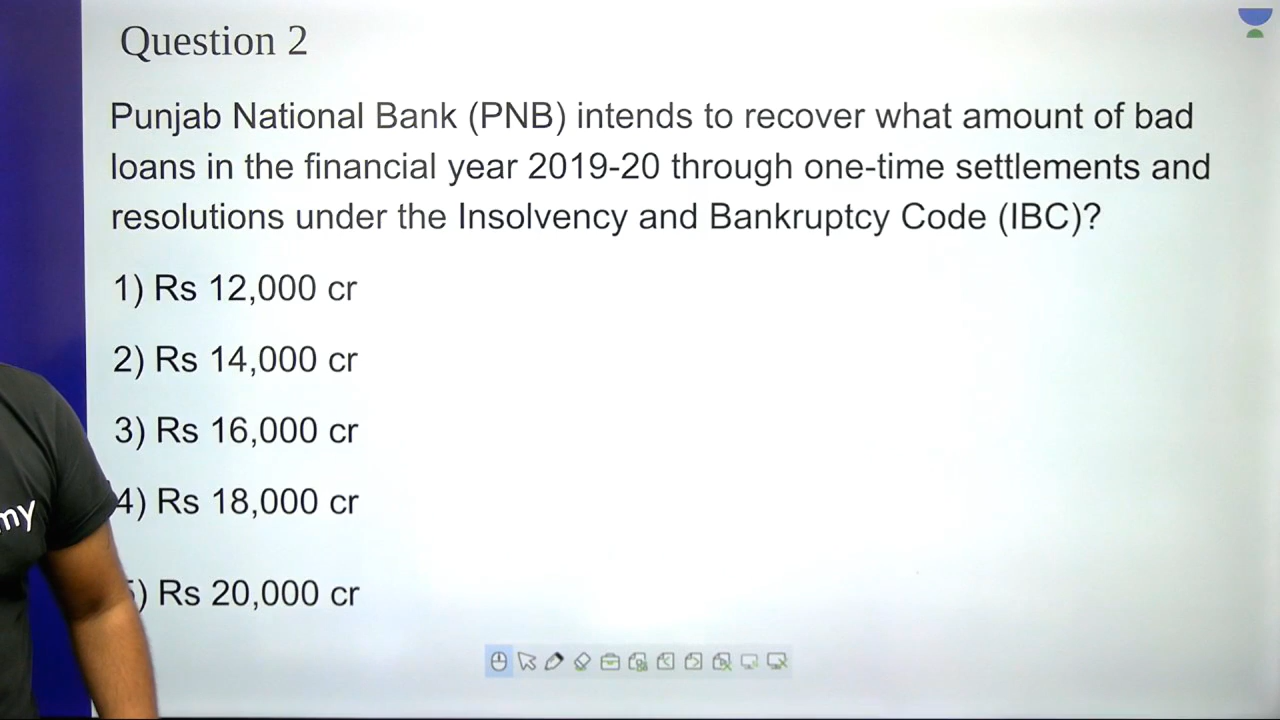 Question 2
Punjab National Bank (PNB) intends to recover what amount of bad
loans in the financial year 2019-20 through one-time settlements and
resolutions under the Insolvency and Bankruptcy Code (IBC)?
1) Rs 12,000 cr
2) Rs 14,000 cr
3) Rs 16,000 cr
4) Rs 18,000 cr
5) Rs 20,000 cr
my